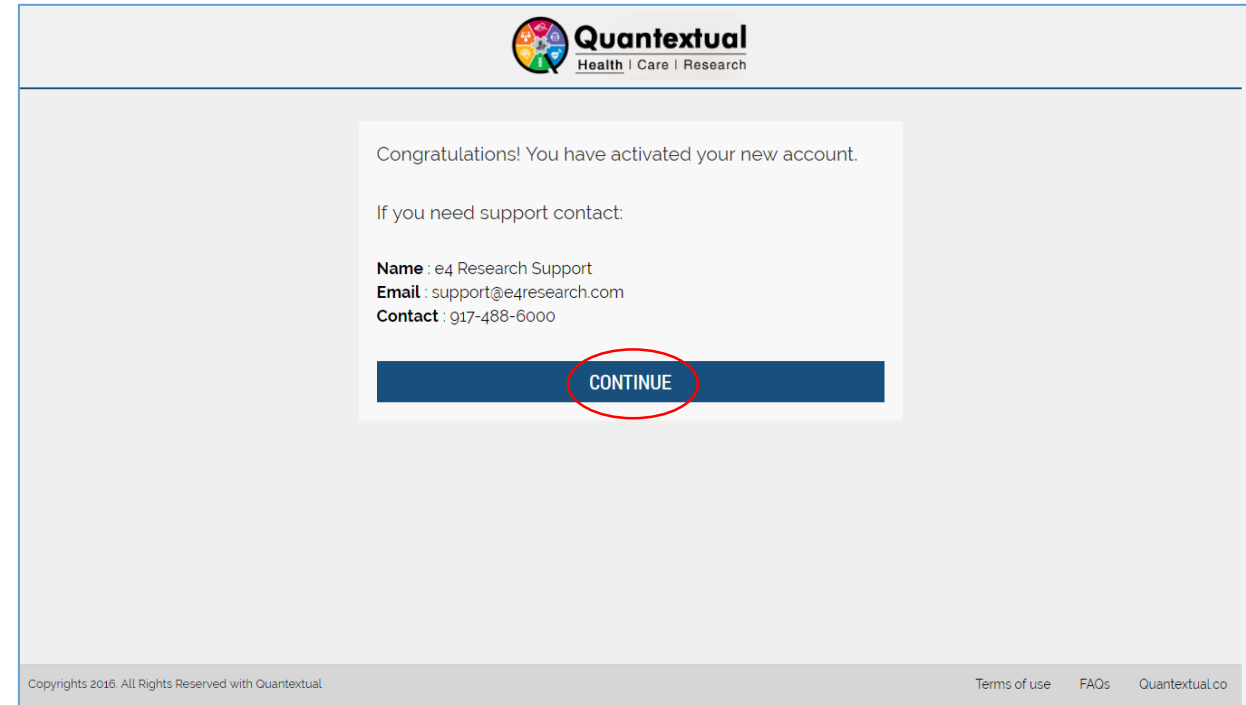 Quantextual
Health | Care | Research
Congratulations! You have activated your new account.
If you need support contact:
Name : e4 Research Support
Email : support@e4research.com
Contact : 917-488-6000
CONTINUE
Copyrights 2016. All Rights Reserved with Quantextual
Terms of use FAQs Quantextual.co